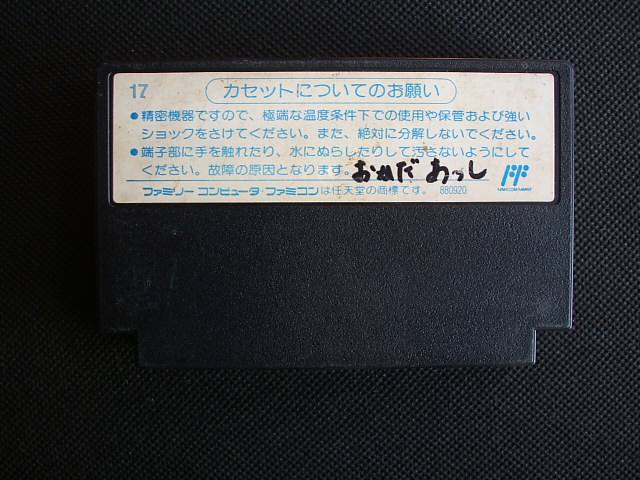 17 カセットについてのお願い
●精密機器ですので、極端な温度条件下での使用や保管および強い
ショックをさけてください。また、絶対に分解しないでください。
●端子部に手を触れたり、水にぬらしたりして汚さないようにして
ください。故障の原因となります。 おかだ あつし
ファミリーコンピュータ・ファミコンは任天堂の商標です。 880920